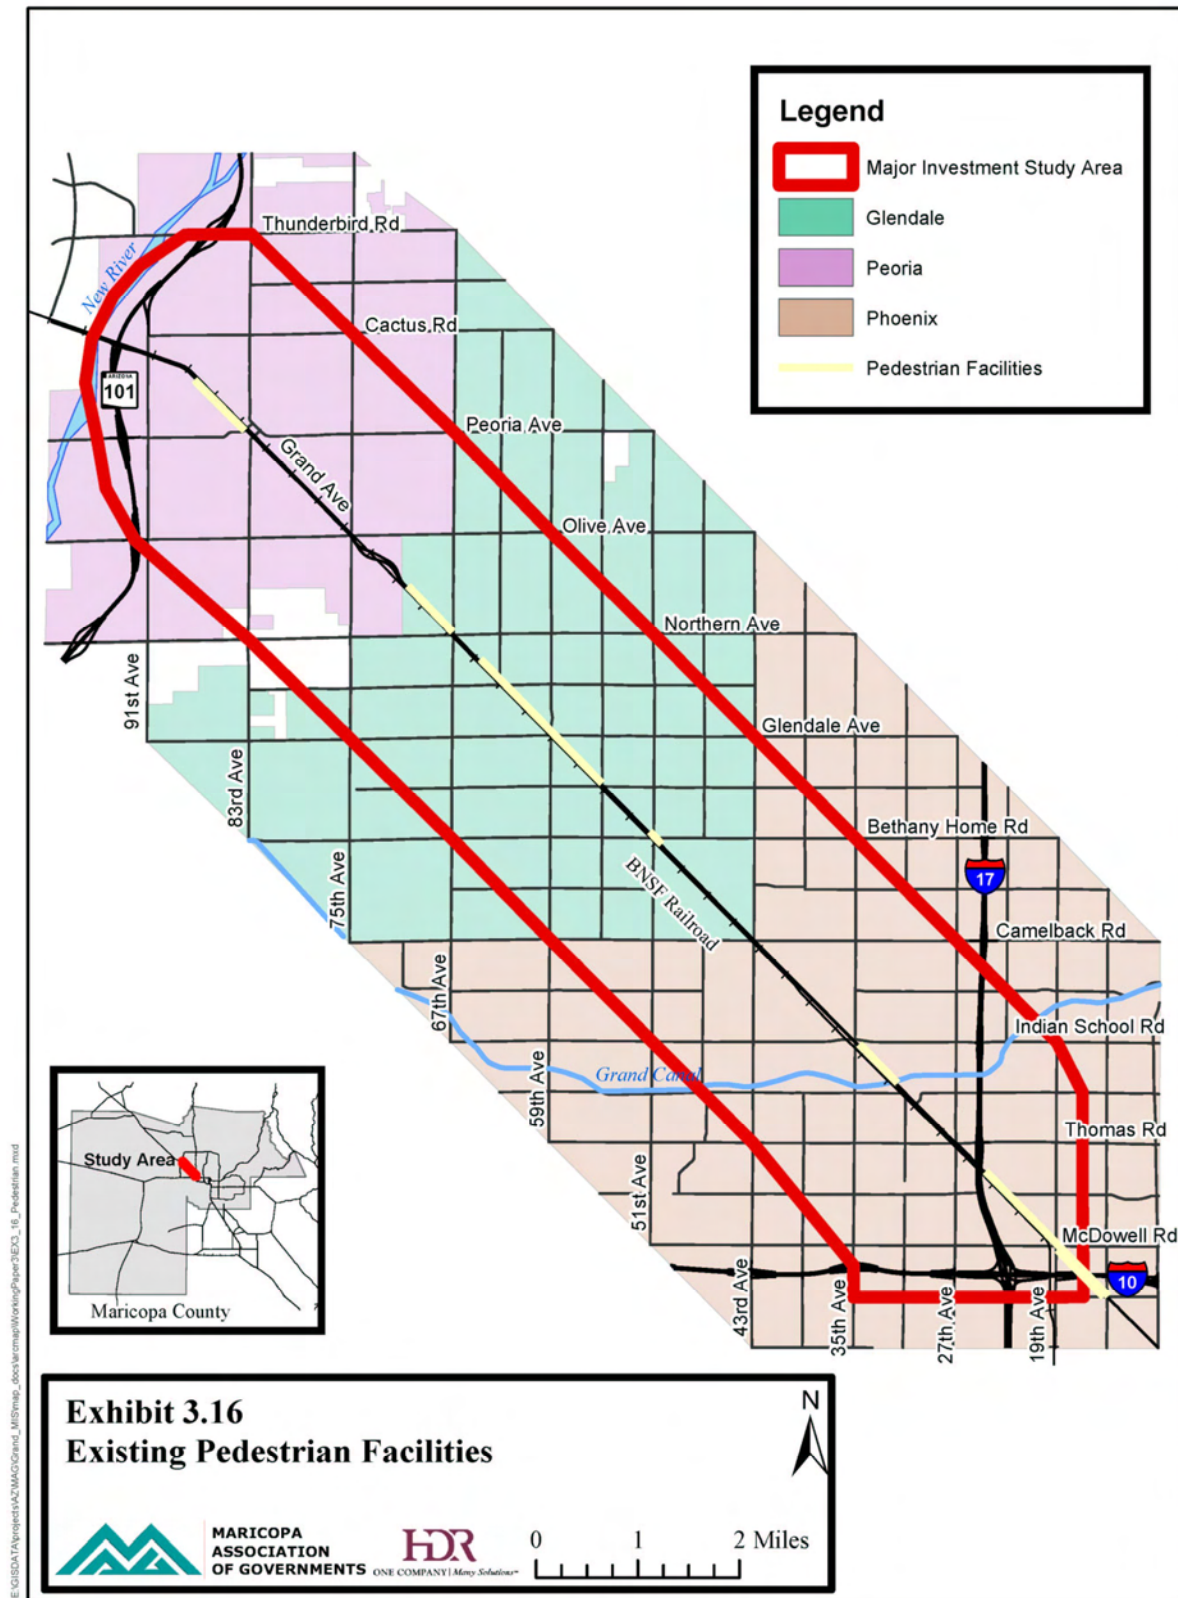 Legend
Major Investment Study Area
Glendale
Peoria
Phoenix
Pedestrian Facilities
Thunderbird Rd
New River
Cactus Rd
ARIZONA
101
Peoria Ave
Grand Ave
Olive Ave
Northern Ave
91st Ave
Glendale Ave
83rd Ave
Bethany Home Rd
75th Ave
BNSF Railroad
17
Camelback Rd
67th Ave
Indian School Rd
Grand Canal
59th Ave
Thomas Rd
51st Ave
McDowell Rd
43rd Ave
35th Ave
27th Ave
19th Ave
10
Study Area
Maricopa County
Exhibit 3.16
Existing Pedestrian Facilities
N
MARICOPA
ASSOCIATION
OF GOVERNMENTS
HDR
ONE COMPANY | Many Solutions
0 1 2 Miles